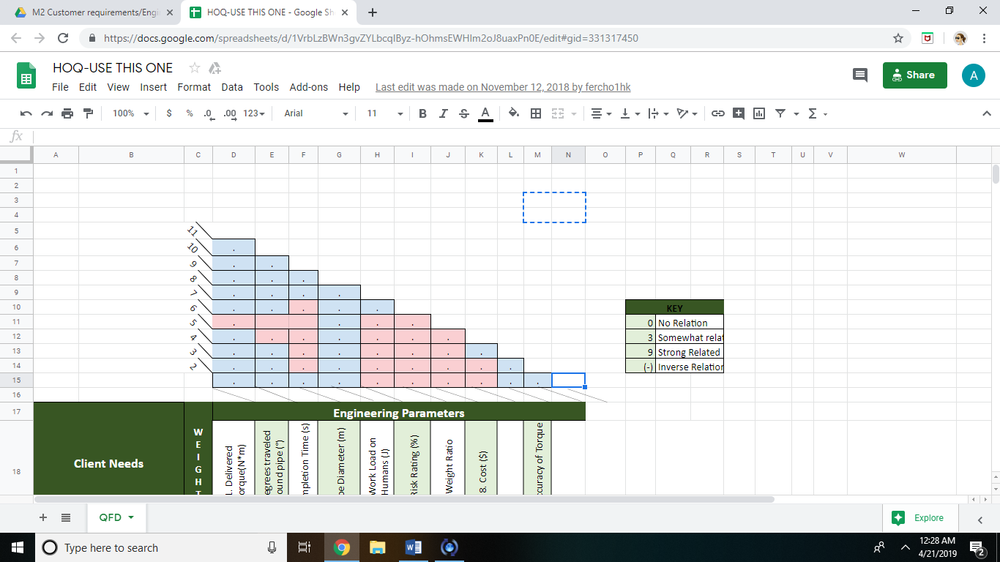 M2 Customer requirements/Engi
HOQ-USE THIS ONE - Google Sh
https://docs.google.com/spreadsheets/d/1VrbLzBWn3gvZYLbcqIByz-hOhmsEWHIm2oJ8uaxPn0E/edit#gid=331317450
HOQ-USE THIS ONE
File Edit View Insert Format Data Tools Add-ons Help Last edit was made on November 12, 2018 by fercho1hk
Share
A
100% $ % .0 .00 123 Arial 11 B I S A
fx
A B C D E F G H I J K L M N O P Q R S T U V W
1
2
3
4
5 11
6 10 .
7 9 . .
8 8 . . .
9 7 . . . .
10 6 . . . . . KEY
11 5 . . . . . 0 No Relation
12 4 . . . . . . . 3 Somewhat relat
13 3 . . . . . . . . 9 Strong Related
14 2 . . . . . . . . . (-) Inverse Relation
15 . . . . . . . . . .
16
17 Engineering Parameters
18 Client Needs
W
E
I
G
H
T
1. Delivered
orque(N*m)
egrees traveled
ound pipe (°)
mpletion Time (s)
pe Diameter (m)
Work Load on
Humans (J)
Risk Rating (%)
Weight Ratio
8. Cost ($)
ccuracy of Torque
QFD
Explore
Type here to search
12:28 AM
4/21/2019
2